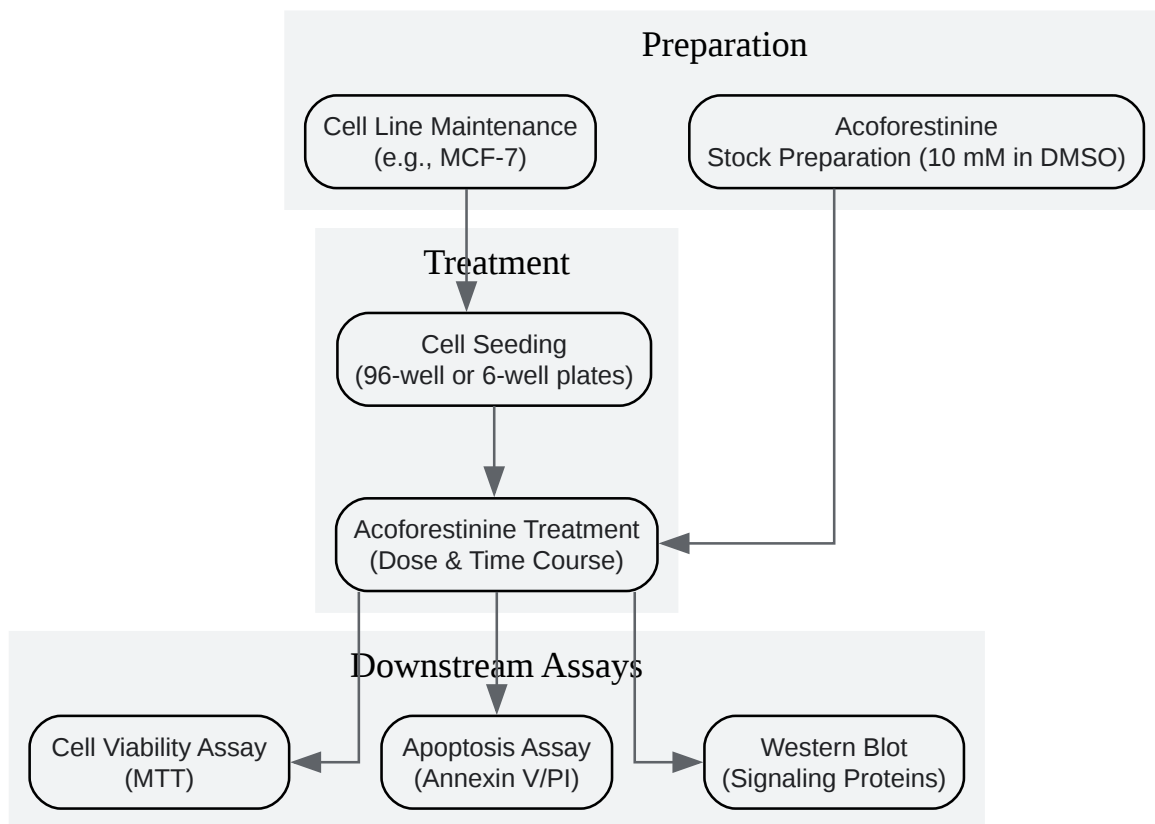 Preparation
Cell Line Maintenance
(e.g., MCF-7)
Acoforestinine
Stock Preparation (10 mM in DMSO)
Treatment
Cell Seeding
(96-well or 6-well plates)
Acoforestinine Treatment
(Dose & Time Course)
Downstream Assays
Cell Viability Assay
(MTT)
Apoptosis Assay
(Annexin V/PI)
Western Blot
(Signaling Proteins)